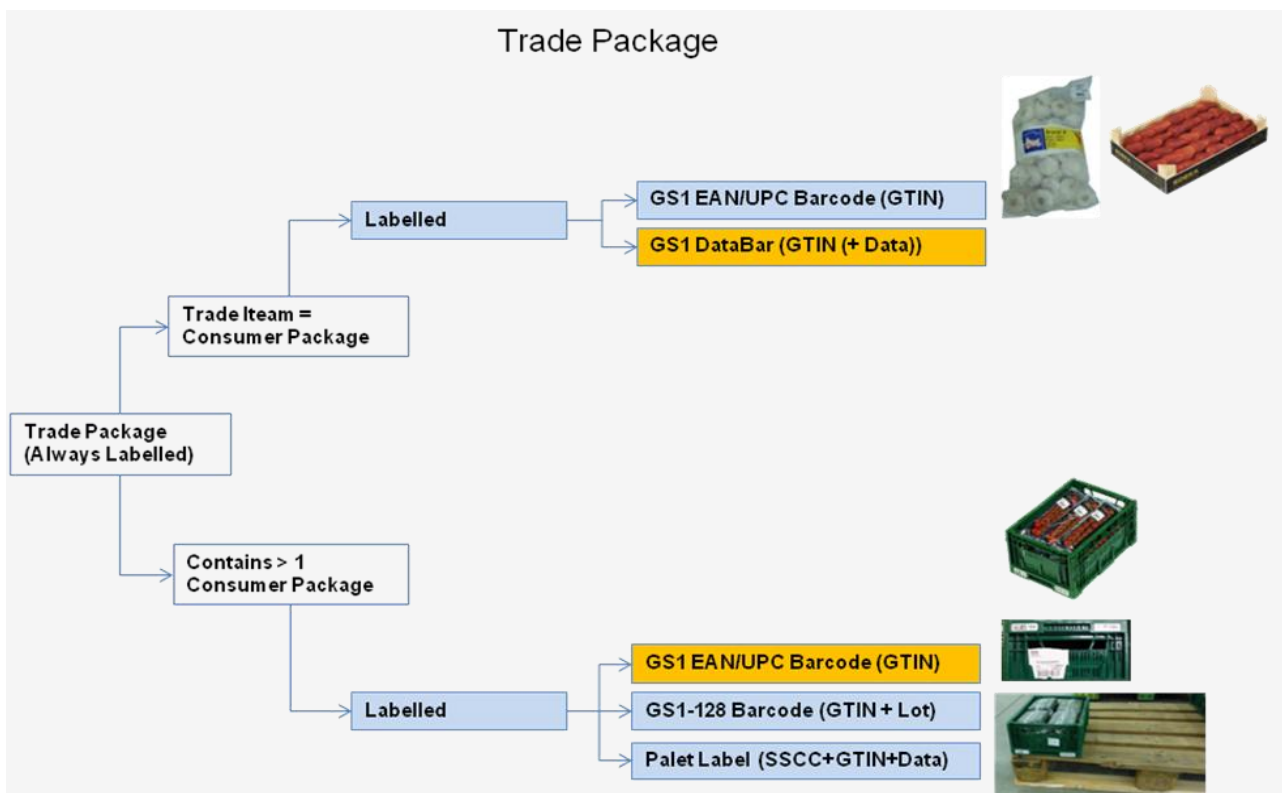 Trade Package
Labelled
GS1 EAN/UPC Barcode (GTIN)
GS1 DataBar (GTIN (+ Data))
Trade Iteam =
Consumer Package
Trade Package
(Always Labelled)
Contains > 1
Consumer Package
Labelled
GS1 EAN/UPC Barcode (GTIN)
GS1-128 Barcode (GTIN + Lot)
Palet Label (SSCC+GTIN+Data)